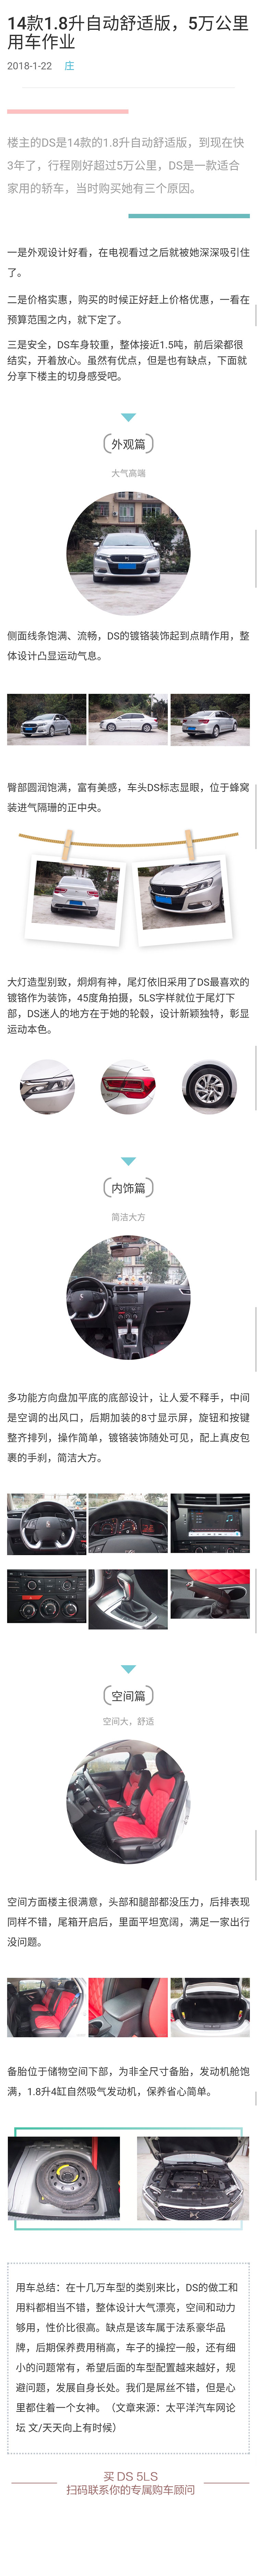 14款1.8升自动舒适版，5万公里
用车作业
2018-1-22 庄
楼主的DS是14款的1.8升自动舒适版，到现在快
3年了，行程刚好超过5万公里，DS是一款适合
家用的轿车，当时购买她有三个原因。
一是外观设计好看，在电视看过之后就被她深深吸引住
了。
二是价格实惠，购买的时候正好赶上价格优惠，一看在
预算范围之内，就下定了。
三是安全，DS车身较重，整体接近1.5吨，前后梁都很
结实，开着放心。虽然有优点，但是也有缺点，下面就
分享下楼主的切身感受吧。
外观篇
大气高端
侧面线条饱满、流畅，DS的镀铬装饰起到点睛作用，整
体设计凸显运动气息。
臀部圆润饱满，富有美感，车头DS标志显眼，位于蜂窝
装进气隔珊的正中央。
大灯造型别致，炯炯有神，尾灯依旧采用了DS最喜欢的
镀铬作为装饰，45度角拍摄，5LS字样就位于尾灯下
部，DS迷人的地方在于她的轮毂，设计新颖独特，彰显
运动本色。
内饰篇
简洁大方
多功能方向盘加平底的底部设计，让人爱不释手，中间
是空调的出风口，后期加装的8寸显示屏，旋钮和按键
整齐排列，操作简单，镀铬装饰随处可见，配上真皮包
裹的手刹，简洁大方。
空间篇
空间大，舒适
空间方面楼主很满意，头部和腿部都没压力，后排表现
同样不错，尾箱开启后，里面平坦宽阔，满足一家出行
没问题。
备胎位于储物空间下部，为非全尺寸备胎，发动机舱饱
满，1.8升4缸自然吸气发动机，保养省心简单。
用车总结：在十几万车型的类别来比，DS的做工和
用料都相当不错，整体设计大气漂亮，空间和动力
够用，性价比很高。缺点是该车属于法系豪华品
牌，后期保养费用稍高，车子的操控一般，还有细
小的问题常有，希望后面的车型配置越来越好，规
避问题，发展自身长处。我们是屌丝不错，但是心
里都住着一个女神。（文章来源：太平洋汽车网论
坛 文/天天向上有时候）
买 DS 5LS
扫码联系你的专属购车顾问